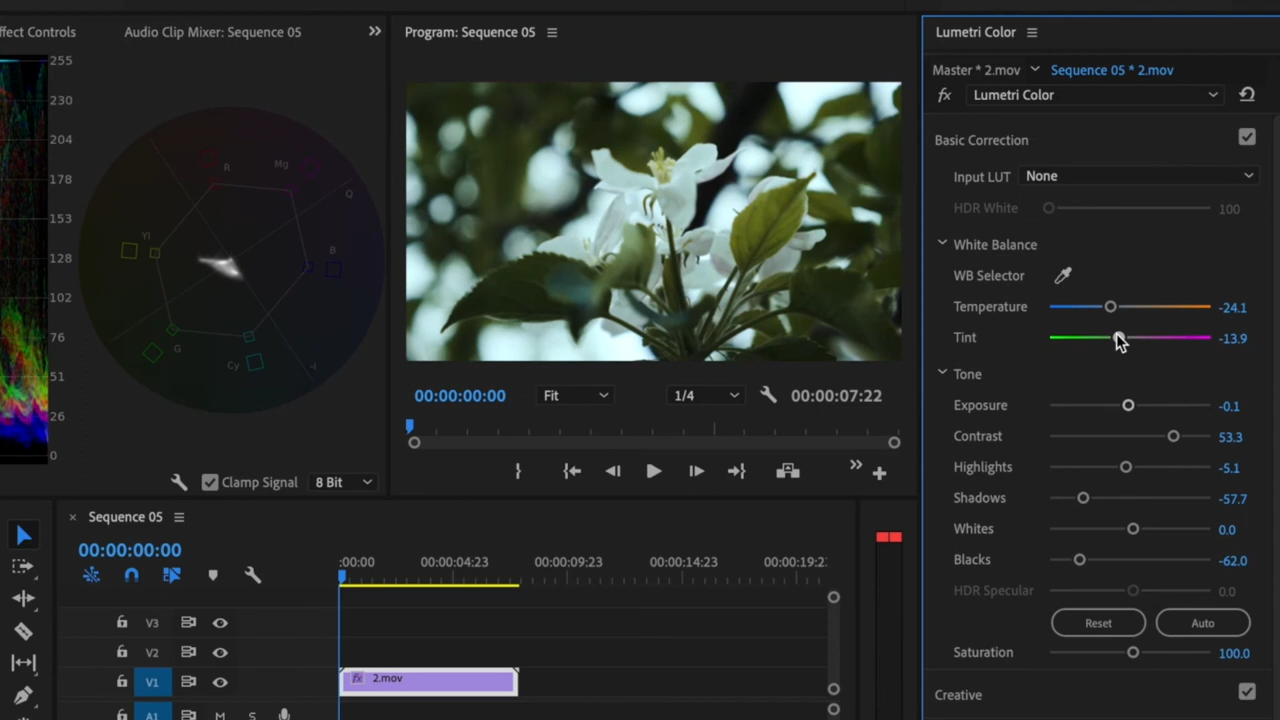 ffect Controls
Audio Clip Mixer: Sequence 05
255
230
204
178
153
128
102
76
51
26
0
R
Mg
Q
B
Yl
G
Cy
-I
Clamp Signal
8 Bit
Program: Sequence 05
00:00:00:00
Fit
1/4
00:00:07:22
Lumetri Color
Master * 2.mov
Sequence 05 * 2.mov
fx Lumetri Color
Basic Correction
Input LUT None
HDR White 100
White Balance
WB Selector
Temperature -24.1
Tint -13.9
Tone
Exposure -0.1
Contrast 53.3
Highlights -5.1
Shadows -57.7
Whites 0.0
Blacks -62.0
HDR Specular 0.0
Reset Auto
Saturation 100.0
Creative
× Sequence 05
00:00:00:00
:00:00 00:00:04:23 00:00:09:23 00:00:14:23 00:00:19:2
V3
V2
V1
fx 2.mov
A1 M S